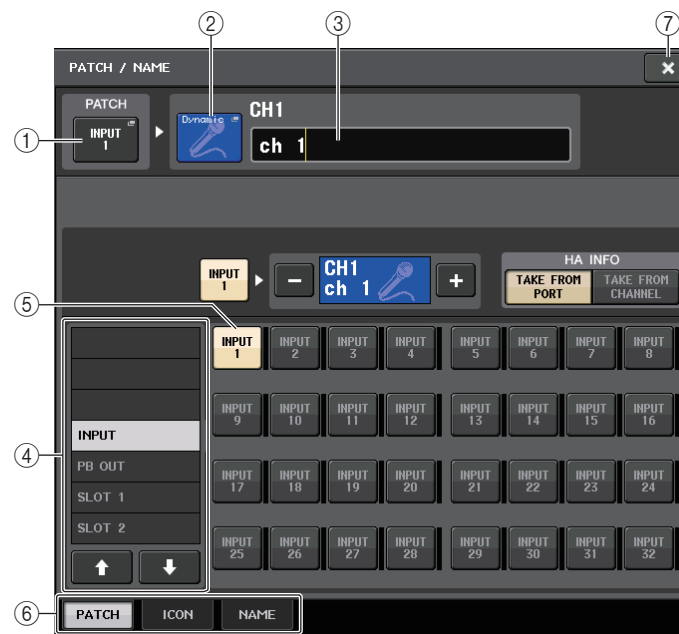 ② ③ ⑦
PATCH / NAME
PATCH
INPUT 1
Dynamic
CH1
ch 1
①
INPUT 1
CH1
ch 1
HA INFO
TAKE FROM PORT
TAKE FROM CHANNEL
⑤
INPUT 1 INPUT 2 INPUT 3 INPUT 4 INPUT 5 INPUT 6 INPUT 7 INPUT 8
INPUT 9 INPUT 10 INPUT 11 INPUT 12 INPUT 13 INPUT 14 INPUT 15 INPUT 16
INPUT 17 INPUT 18 INPUT 19 INPUT 20 INPUT 21 INPUT 22 INPUT 23 INPUT 24
INPUT 25 INPUT 26 INPUT 27 INPUT 28 INPUT 29 INPUT 30 INPUT 31 INPUT 32
④
INPUT
PB OUT
SLOT 1
SLOT 2
⑥
PATCH ICON NAME